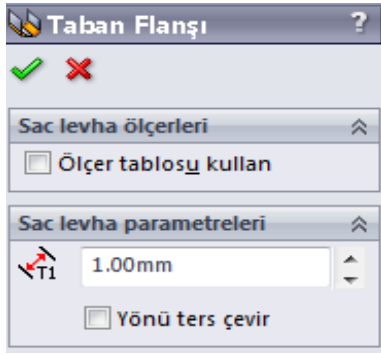 Taban Flanşı ?
Sac levha ölçerleri
Ölçer tablosu kullan
Sac levha parametreleri
T1 1.00mm
Yönü ters çevir